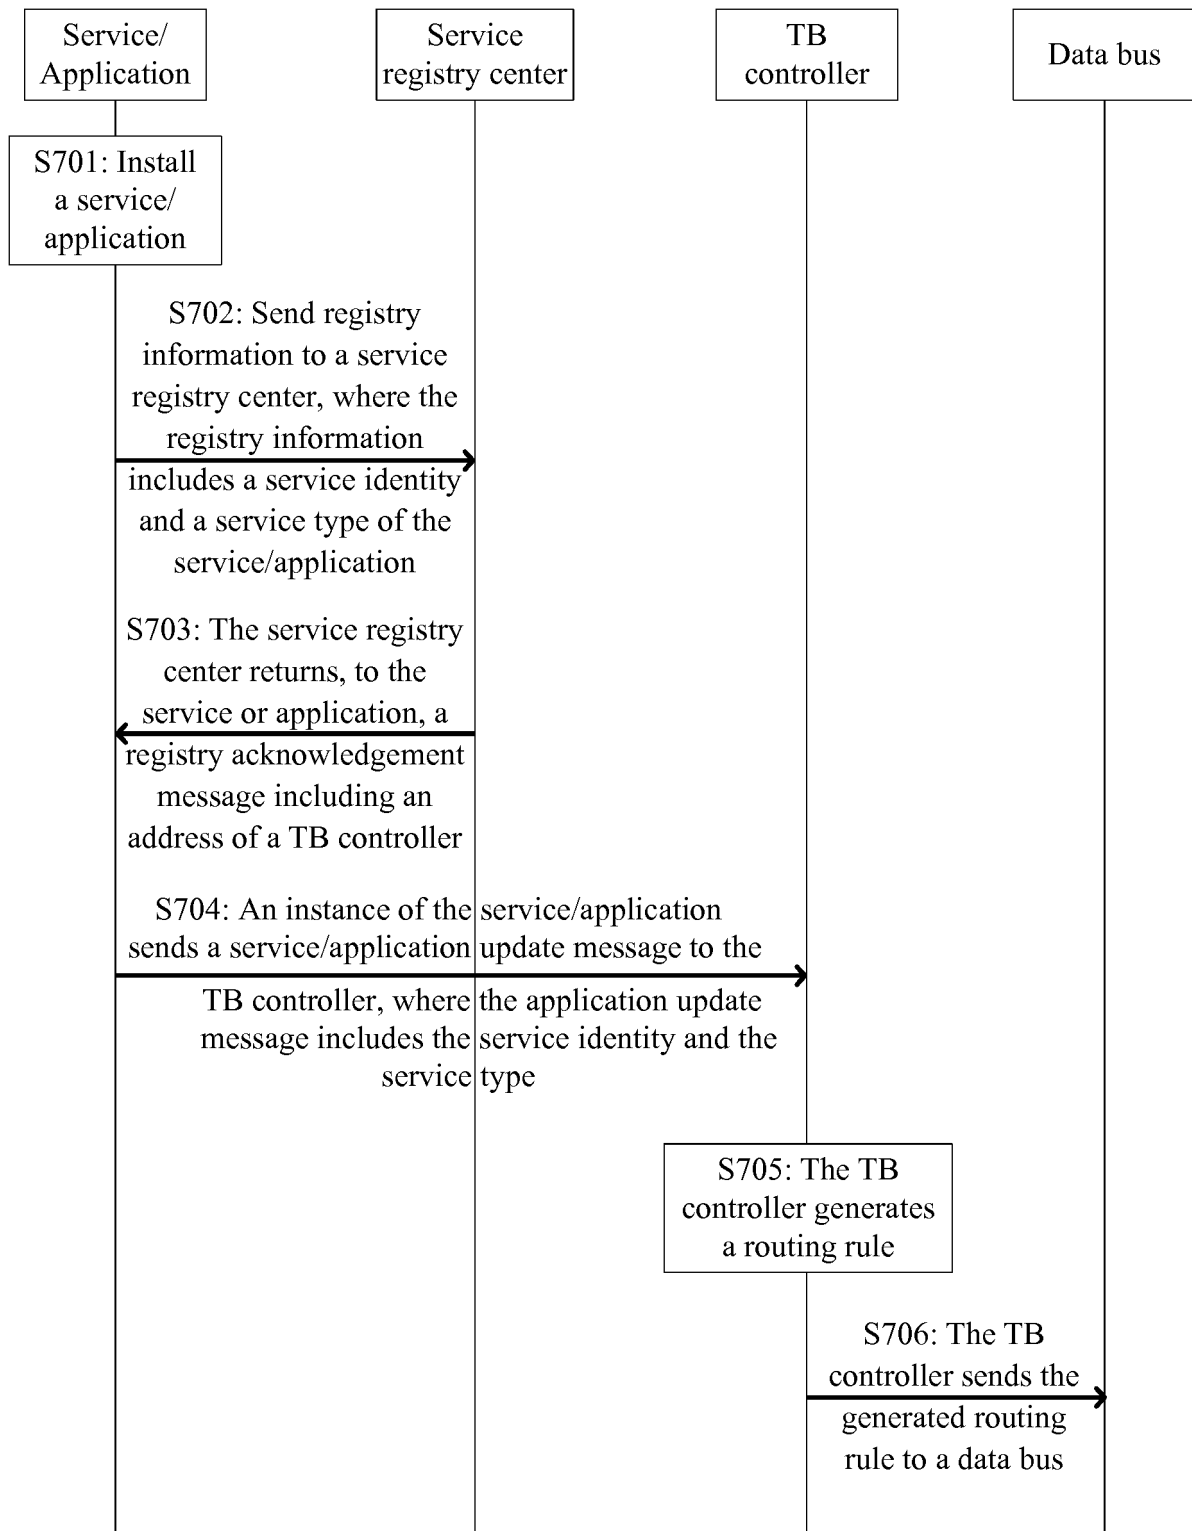 Service/
Application
Service
registry center
TB
controller
Data bus
S701: Install
a service/
application
S702: Send registry
information to a service
registry center, where the
registry information
includes a service identity
and a service type of the
service/application
S703: The service registry
center returns, to the
service or application, a
registry acknowledgement
message including an
address of a TB controller
S704: An instance of the service/application
sends a service/application update message to the
TB controller, where the application update
message includes the service identity and the
service type
S705: The TB
controller generates
a routing rule
S706: The TB
controller sends the
generated routing
rule to a data bus